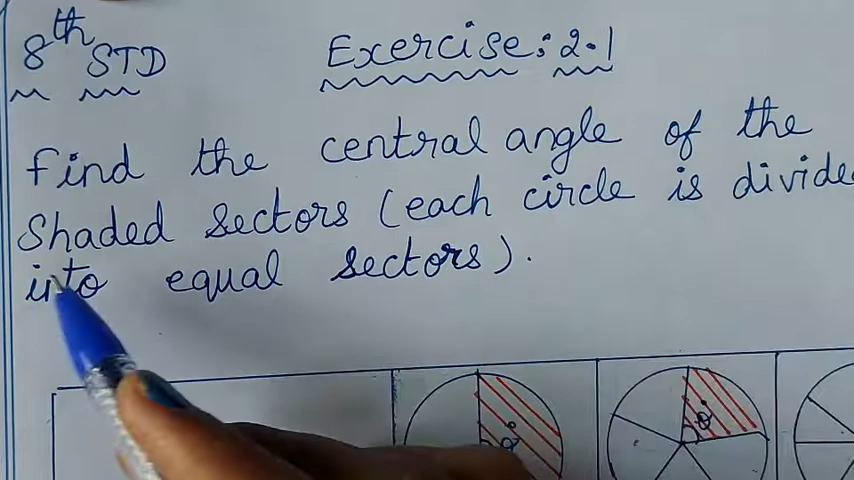 8th STD Exercise: 2.1
Find the central angle of the
Shaded sectors (each circle is divide
into equal sectors).
θ° θ°